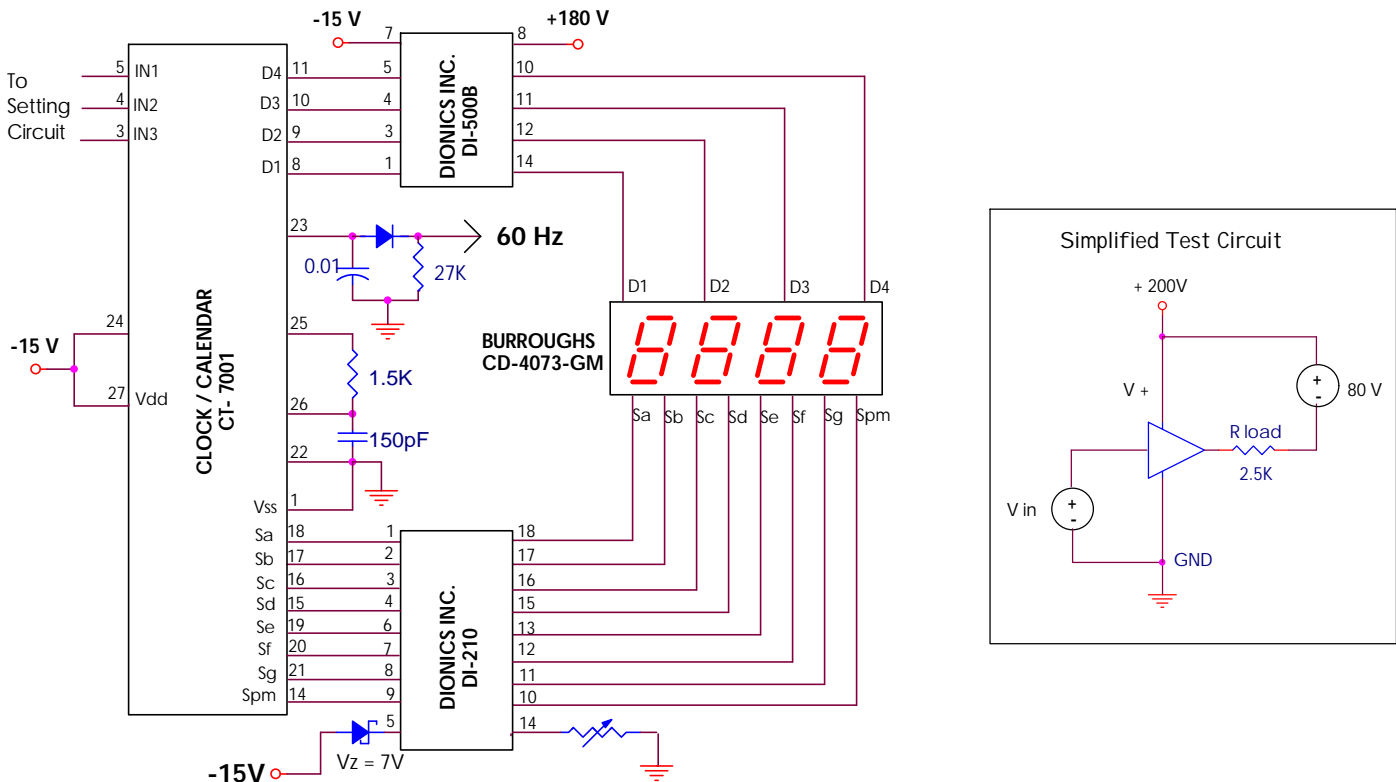 -15 V
+180 V
7
8
5
10
4
11
3
12
1
14
DIONICS INC.
DI-500B
To
Setting
Circuit
5
IN1
4
IN2
3
IN3
D4
11
D3
10
D2
9
D1
8
23
60 Hz
0.01
27K
CLOCK / CALENDAR
CT- 7001
24
-15 V
27
Vdd
25
1.5K
26
150pF
22
Vss
1
D1
D2
D3
D4
BURROUGHS
CD-4073-GM
8888
Sa
Sb
Sc
Sd
Se
Sf
Sg
Spm
Sa
18
1
18
Sb
17
2
17
Sc
16
3
16
Sd
15
4
15
Se
19
6
13
Sf
20
7
12
Sg
21
8
11
Spm
14
9
10
5
14
DIONICS INC.
DI-210
Vz = 7V
-15V
Simplified Test Circuit
+ 200V
V +
+
-
80 V
R load
2.5K
V in
+
-
GND